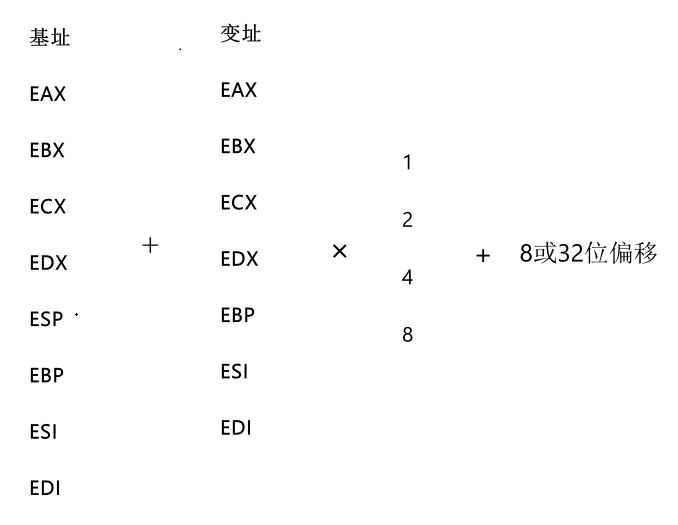 基址
EAX
EBX
ECX
EDX
ESP
EBP
ESI
EDI
+
变址
EAX
EBX
ECX
EDX
EBP
ESI
EDI
×
1
2
4
8
+
8或32位偏移